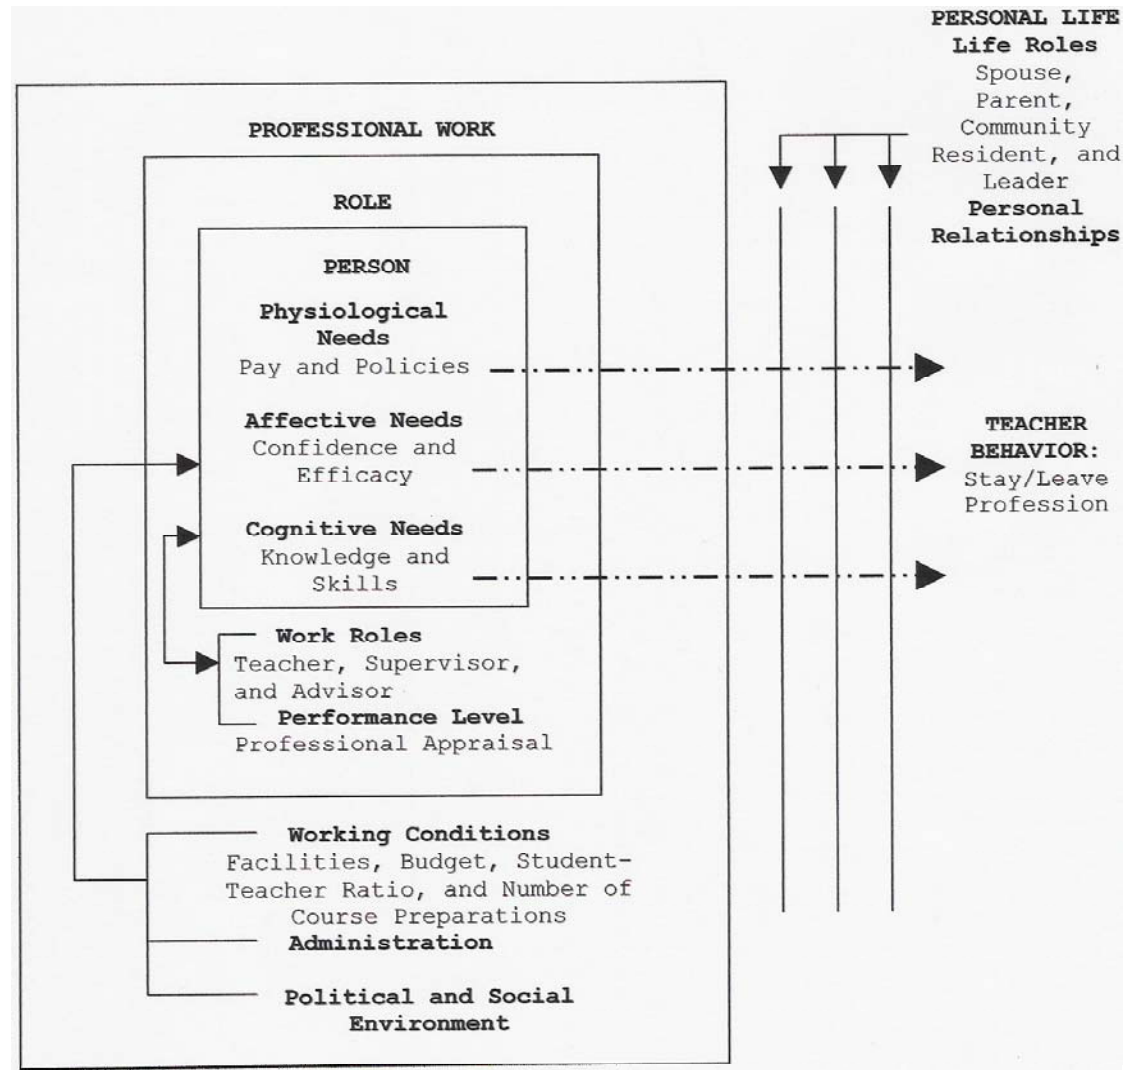 PERSONAL LIFE
Life Roles
Spouse,
Parent,
Community
Resident, and
Leader
Personal
Relationships
PROFESSIONAL WORK
ROLE
PERSON
Physiological
Needs
Pay and Policies
Affective Needs
Confidence and
Efficacy
Cognitive Needs
Knowledge and
Skills
TEACHER
BEHAVIOR:
Stay/Leave
Profession
Work Roles
Teacher, Supervisor,
and Advisor
Performance Level
Professional Appraisal
Working Conditions
Facilities, Budget, Student-
Teacher Ratio, and Number of
Course Preparations
Administration
Political and Social
Environment